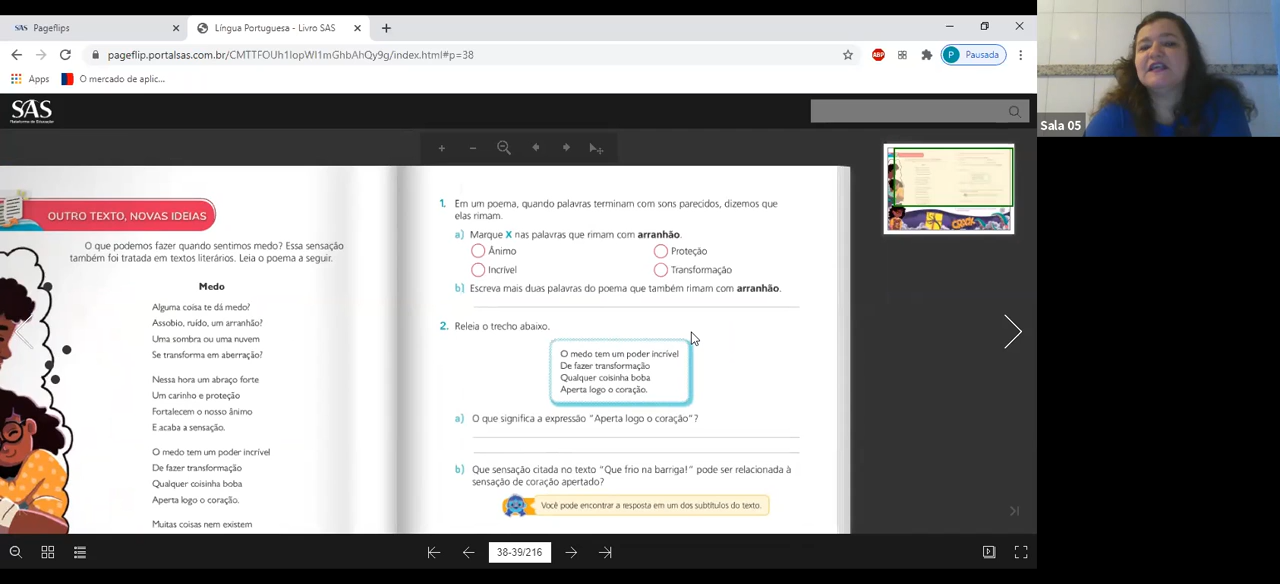 SAS Pageflips
Língua Portuguesa - Livro SAS
pageflip.portalsas.com.br/CMTTFOUh1IopWI1mGhbAhQy9g/index.html#p=38
ABP
P Pausada
Apps
O mercado de aplic...
SAS
Plataforma de Educação
Sala 05
OUTRO TEXTO, NOVAS IDEIAS
O que podemos fazer quando sentimos medo? Essa sensação
também foi tratada em textos literários. Leia o poema a seguir.
Medo
Alguma coisa te dá medo?
Assobio, ruído, um arranhão?
Uma sombra ou uma nuvem
Se transforma em aberração?
Nessa hora um abraço forte
Um carinho e proteção
Fortalecem o nosso ânimo
E acaba a sensação.
O medo tem um poder incrível
De fazer transformação
Qualquer coisinha boba
Aperta logo o coração.
Muitas coisas nem existem
1. Em um poema, quando palavras terminam com sons parecidos, dizemos que
elas rimam.
a) Marque X nas palavras que rimam com arranhão.
Ânimo
Proteção
Incrível
Transformação
b) Escreva mais duas palavras do poema que também rimam com arranhão.
2. Releia o trecho abaixo.
O medo tem um poder incrível
De fazer transformação
Qualquer coisinha boba
Aperta logo o coração.
a) O que significa a expressão “Aperta logo o coração”?
b) Que sensação citada no texto “Que frio na barriga!” pode ser relacionada à
sensação de coração apertado?
Você pode encontrar a resposta em um dos subtítulos do texto.
38-39/216